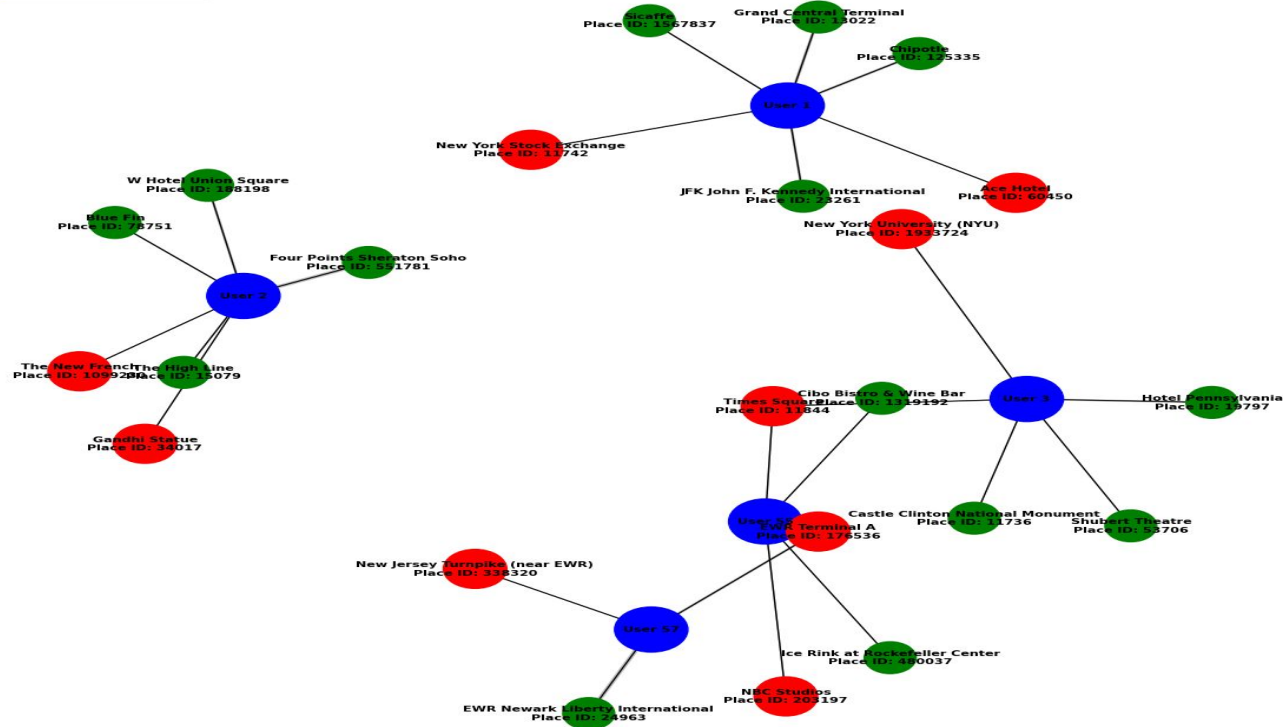 Sicaffe
Place ID: 1567837
Grand Central Terminal
Place ID: 13022
Chipotle
Place ID: 125335
User 1
New York Stock Exchange
Place ID: 11742
JFK John F. Kennedy International
Place ID: 23261
Ace Hotel
Place ID: 60450
W Hotel Union Square
Place ID: 188198
Blue Fin
Place ID: 78751
Four Points Sheraton Soho
Place ID: 551781
User 2
The New French
Place ID:
The High Line
Place ID: 15079
Gandhi Statue
Place ID: 34017
New York University (NYU)
Place ID: 1933724
Times Square
Place ID: 11844
Cibo Bistro & Wine Bar
Place ID: 1319192
User 3
Hotel Pennsylvania
Place ID: 19797
Castle Clinton National Monument
Place ID: 11736
Shubert Theatre
Place ID: 53706
User
EWR Terminal A
Place ID: 176536
New Jersey Turnpike (near EWR)
Place ID: 338320
User 57
Ice Rink at Rockefeller Center
Place ID: 480037
NBC Studios
Place ID: 203197
EWR Newark Liberty International
Place ID: 24963